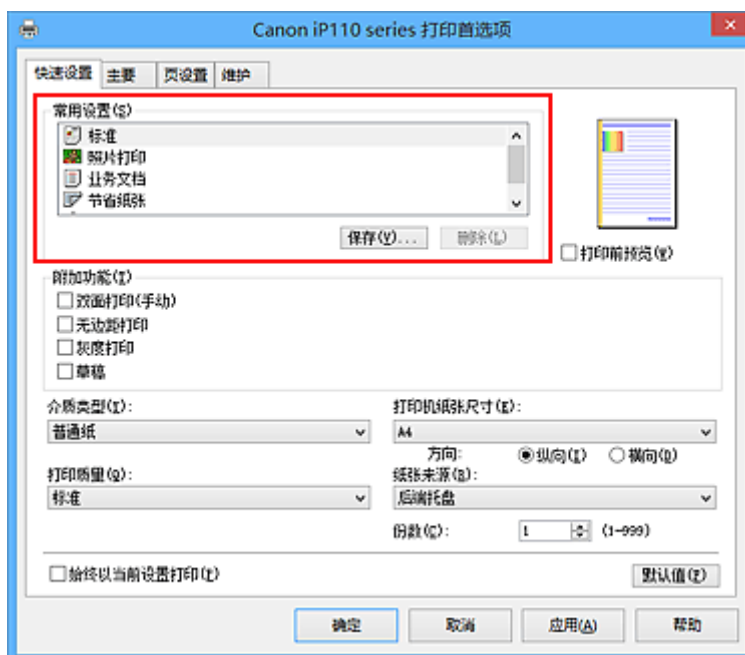 Canon iP110 series 打印首选项
快速设置 主要 页设置 维护
常用设置(S)
标准
照片打印
业务文档
节省纸张
保存(V)... 删除(L)
打印前预览(W)
附加功能(I)
双面打印(手动)
无边距打印
灰度打印
草稿
介质类型(Y): 打印机纸张尺寸(E):
普通纸 A4
方向: 纵向(I) 横向(D)
打印质量(Q): 纸张来源(B):
标准 后端托盘
份数(C): 1 (1-999)
始终以当前设置打印(T) 默认值(F)
确定 取消 应用(A) 帮助